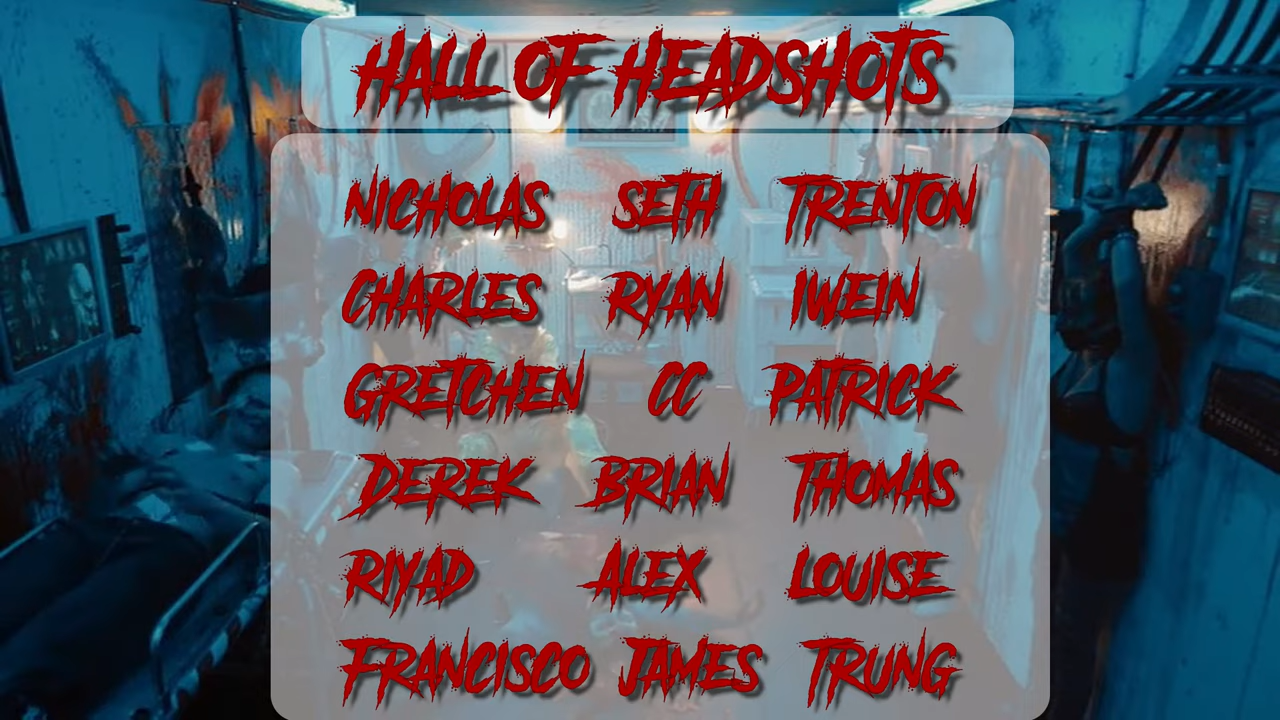 HALL OF HEADSHOTS
NICHOLAS SETH TRENTON
CHARLES RYAN IWEIN
GRETCHEN CC PATRICK
DEREK BRIAN THOMAS
RIYAD ALEX LOUISE
FRANCISCO JAMES TRUNG